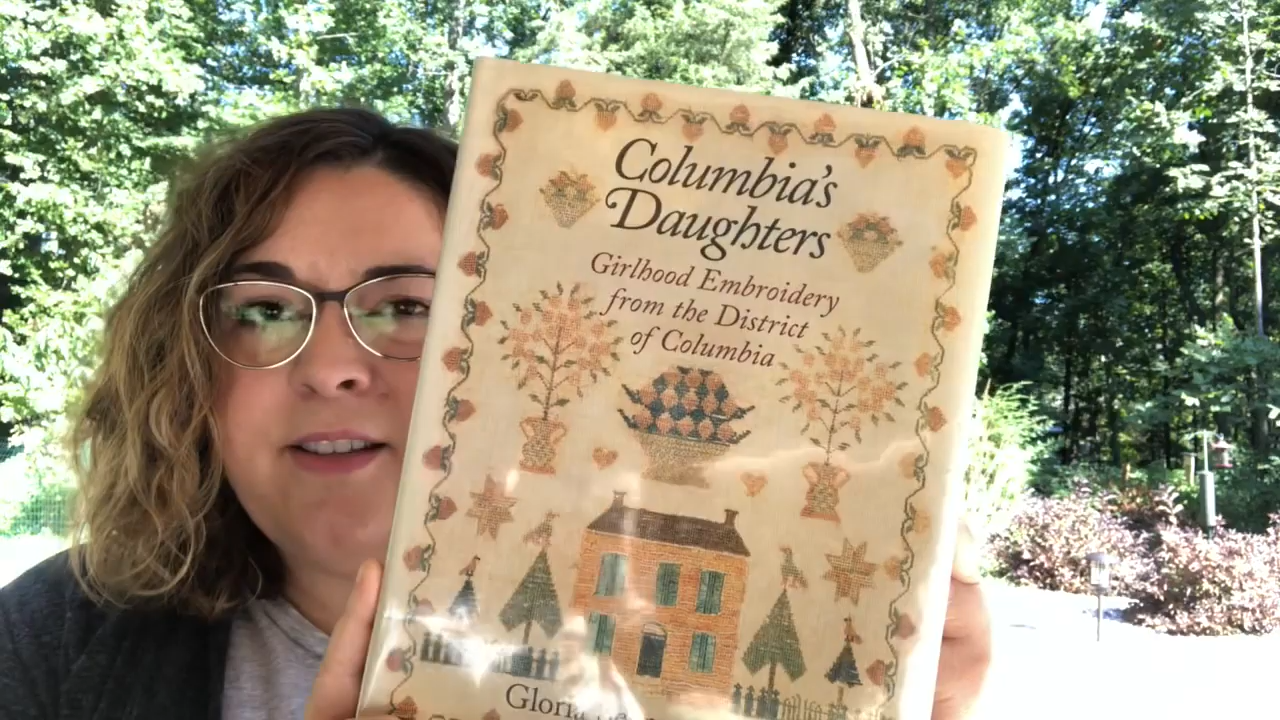 Columbia's
Daughters
Girlhood Embroidery
from the District
of Columbia
Gloria